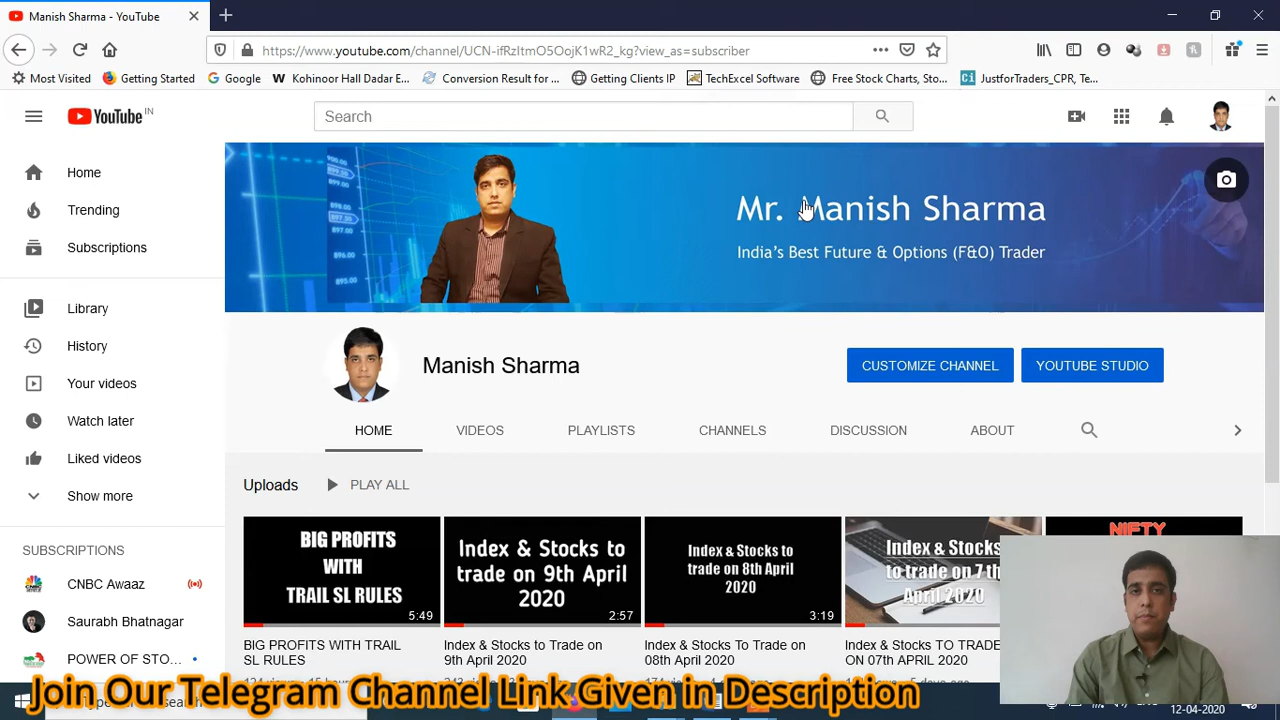 Manish Sharma - YouTube
https://www.youtube.com/channel/UCN-ifRzItmO5OojK1wR2_kg?view_as=subscriber
Most Visited
Getting Started
Google
Kohinoor Hall Dadar E...
Conversion Result for ...
Getting Clients IP
TechExcel Software
Free Stock Charts, Sto...
JustforTraders_CPR, Te...
YouTube IN
Search
Home
Trending
Subscriptions
Library
History
Your videos
Watch later
Liked videos
Show more
SUBSCRIPTIONS
CNBC Awaaz
Saurabh Bhatnagar
POWER OF STO...
Mr. Manish Sharma
India's Best Future & Options (F&O) Trader
Manish Sharma
CUSTOMIZE CHANNEL
YOUTUBE STUDIO
HOME
VIDEOS
PLAYLISTS
CHANNELS
DISCUSSION
ABOUT
Uploads
PLAY ALL
BIG PROFITS
WITH
TRAIL SL RULES
5:49
BIG PROFITS WITH TRAIL
SL RULES
Index & Stocks to
trade on 9th April
2020
2:57
Index & Stocks to Trade on
9th April 2020
Index & Stocks to
trade on 8th April
2020
3:19
Index & Stocks To Trade on
08th April 2020
Index & Stocks
to trade on 7 th
April 2020
Index & Stocks TO TRADE
ON 07th APRIL 2020
NIFTY
Join Our Telegram Channel Link Given in Description
12-04-2020